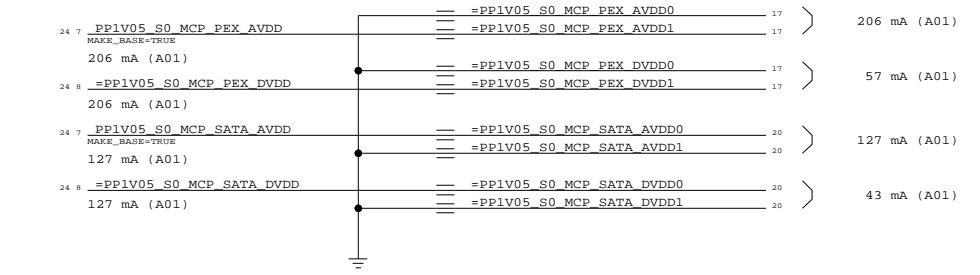 =PP1V05_S0_MCP_PEX_AVDD0 17
206 mA (A01)
24 7 PP1V05_S0_MCP_PEX_AVDD =PP1V05_S0_MCP_PEX_AVDD1 17
MAKE_BASE=TRUE
206 mA (A01)
=PP1V05_S0_MCP_PEX_DVDD0 17
57 mA (A01)
24 8 =PP1V05_S0_MCP_PEX_DVDD =PP1V05_S0_MCP_PEX_DVDD1 17
206 mA (A01)
24 7 PP1V05_S0_MCP_SATA_AVDD =PP1V05_S0_MCP_SATA_AVDD0 20
MAKE_BASE=TRUE
127 mA (A01)
=PP1V05_S0_MCP_SATA_AVDD1 20
127 mA (A01)
24 8 =PP1V05_S0_MCP_SATA_DVDD =PP1V05_S0_MCP_SATA_DVDD0 20
43 mA (A01)
127 mA (A01)
=PP1V05_S0_MCP_SATA_DVDD1 20